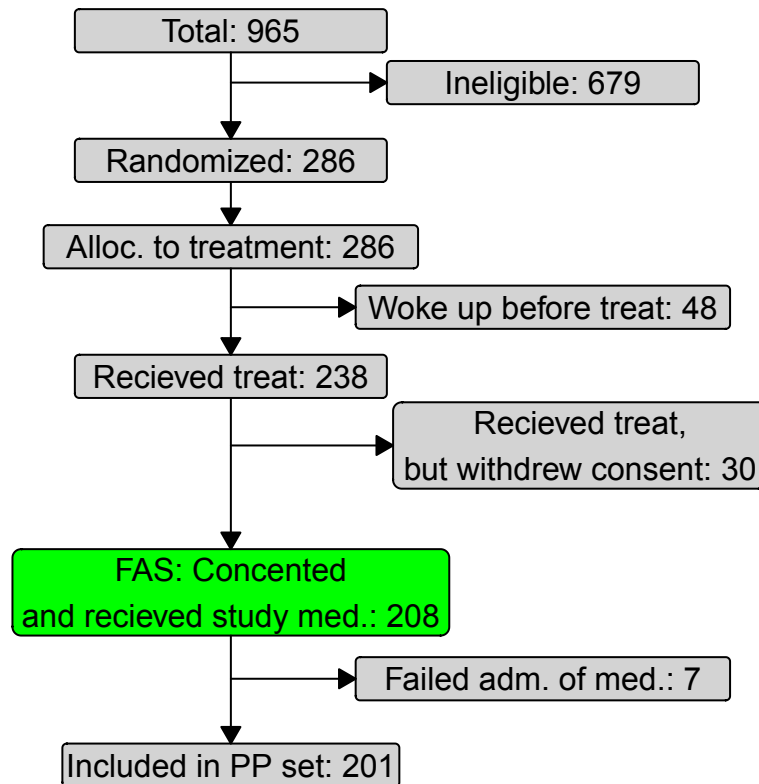 Total: 965
Ineligible: 679
Randomized: 286
Alloc. to treatment: 286
Woke up before treat: 48
Recieved treat: 238
Recieved treat,
but withdrew consent: 30
FAS: Concented
and recieved study med.: 208
Failed adm. of med.: 7
Included in PP set: 201